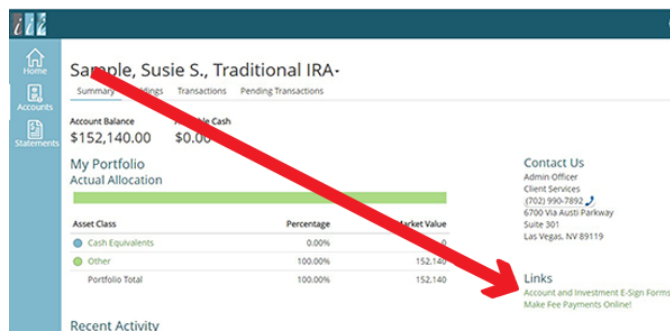 iii
Home
Accounts
Statements
Sample, Susie S., Traditional IRA
Summary Transactions Pending Transactions
Account Balance Cash
$152,140.00 $0.00
My Portfolio
Actual Allocation
Asset Class Percentage Market Value
Cash Equivalents 0.00% 0
Other 100.00% 152,140
Portfolio Total 100.00% 152,140
Recent Activity
Contact Us
Admin Officer
Client Services
(702) 990-7892
6700 Via Austi Parkway
Suite 301
Las Vegas, NV 89119
Links
Account and Investment E-Sign Forms
Make Fee Payments Online!